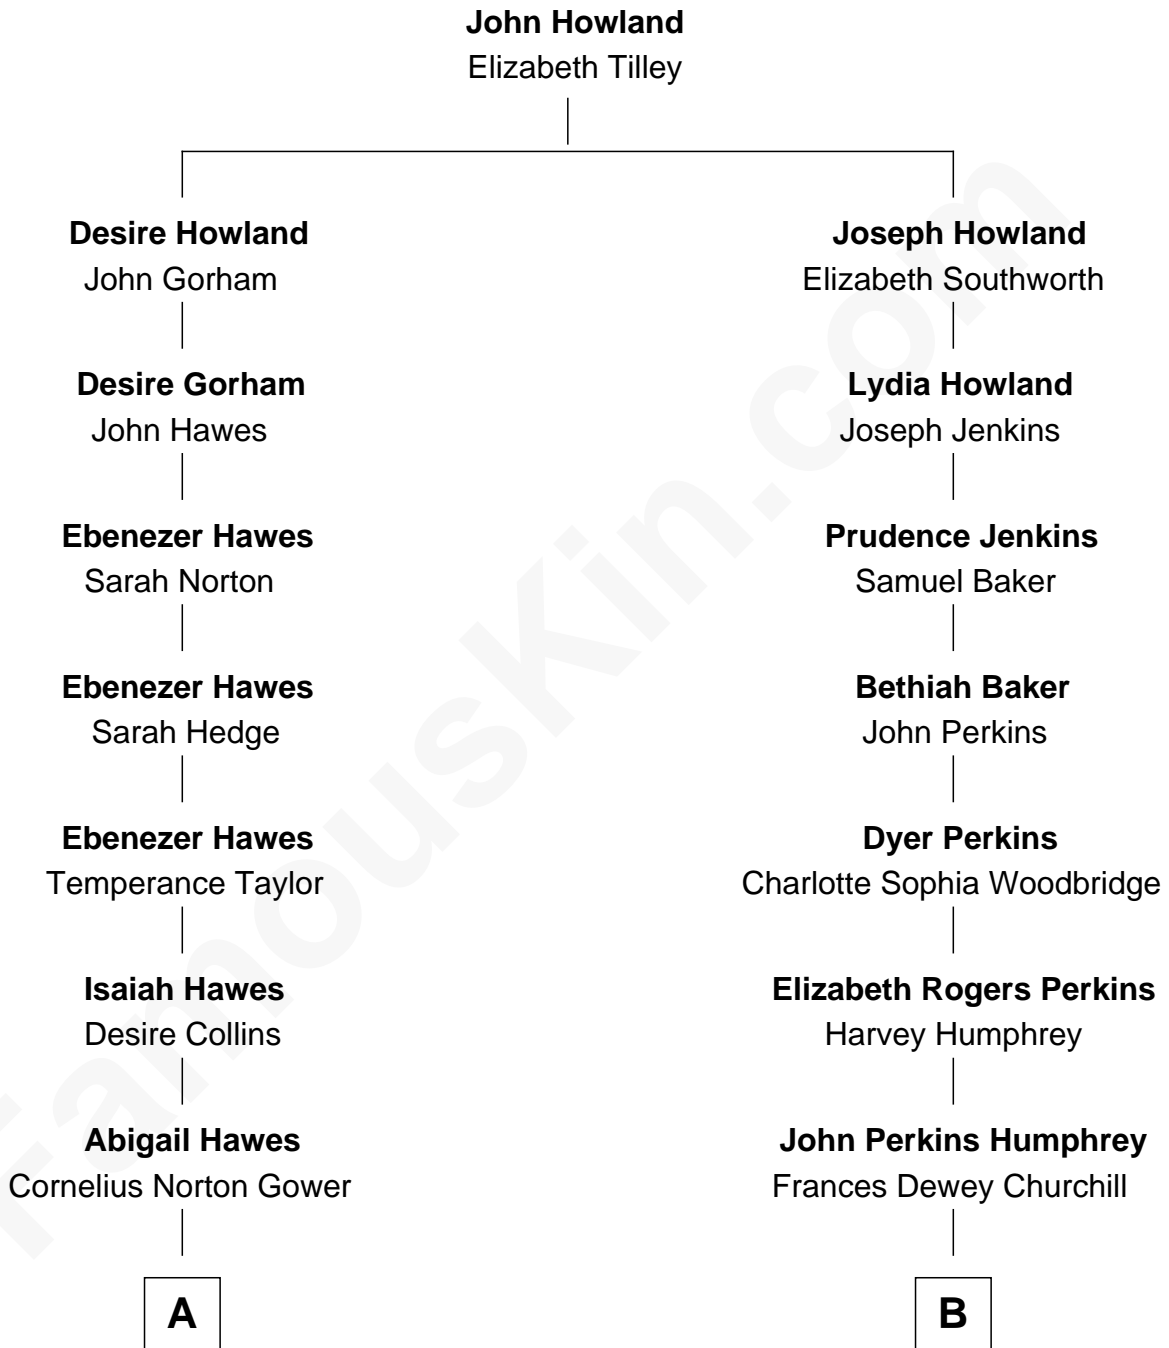 John Howland
Elizabeth Tilley
Desire Howland
John Gorham
Joseph Howland
Elizabeth Southworth
Desire Gorham
John Hawes
Lydia Howland
Joseph Jenkins
Ebenezer Hawes
Sarah Norton
Prudence Jenkins
Samuel Baker
Ebenezer Hawes
Sarah Hedge
Bethiah Baker
John Perkins
Ebenezer Hawes
Temperance Taylor
Dyer Perkins
Charlotte Sophia Woodbridge
Isaiah Hawes
Desire Collins
Elizabeth Rogers Perkins
Harvey Humphrey
Abigail Hawes
Cornelius Norton Gower
John Perkins Humphrey
Frances Dewey Churchill
A
B
FamousKin.com